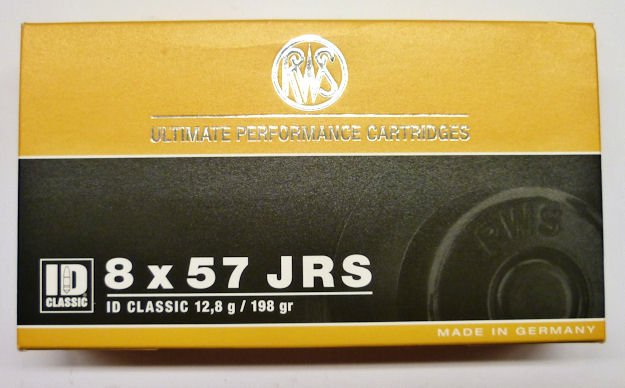 RWS
ULTIMATE PERFORMANCE CARTRIDGES
RWS
ID
CLASSIC
8 x 57 JRS
ID CLASSIC 12,8 g / 198 gr
MADE IN GERMANY